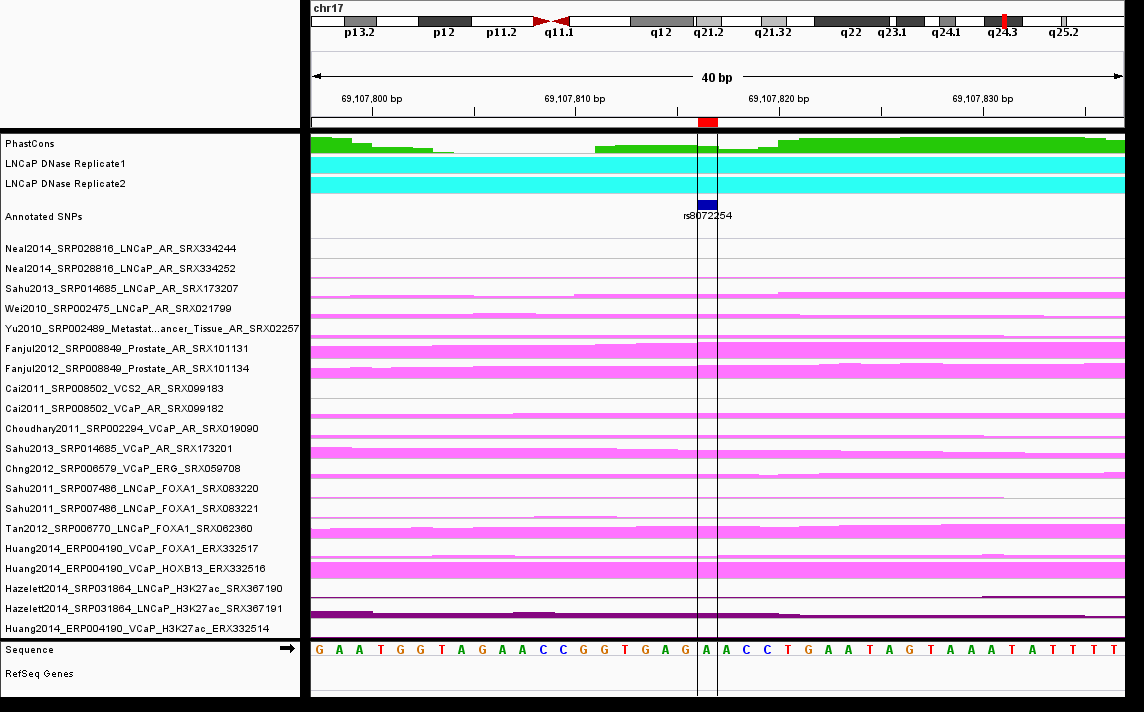 chr17
p13.2 p12 p11.2 q11.1 q12 q21.2 q21.32 q22 q23.1 q24.1 q24.3 q25.2
40 bp
69,107,800 bp 69,107,810 bp 69,107,820 bp 69,107,830 bp
PhastCons
LNCaP DNase Replicate1
LNCaP DNase Replicate2
Annotated SNPs
rs8072254
Neal2014_SRP028816_LNCaP_AR_SRX334244
Neal2014_SRP028816_LNCaP_AR_SRX334252
Sahu2013_SRP014685_LNCaP_AR_SRX173207
Wei2010_SRP002475_LNCaP_AR_SRX021799
Yu2010_SRP002489_Metastat...ancer_Tissue_AR_SRX02257
Fanjul2012_SRP008849_Prostate_AR_SRX101131
Fanjul2012_SRP008849_Prostate_AR_SRX101134
Cai2011_SRP008502_VCS2_AR_SRX099183
Cai2011_SRP008502_VCaP_AR_SRX099182
Choudhary2011_SRP002294_VCaP_AR_SRX019090
Sahu2013_SRP014685_VCaP_AR_SRX173201
Chng2012_SRP006579_VCaP_ERG_SRX059708
Sahu2011_SRP007486_LNCaP_FOXA1_SRX083220
Sahu2011_SRP007486_LNCaP_FOXA1_SRX083221
Tan2012_SRP006770_LNCaP_FOXA1_SRX062360
Huang2014_ERP004190_VCaP_FOXA1_ERX332517
Huang2014_ERP004190_VCaP_HOXB13_ERX332516
Hazelett2014_SRP031864_LNCaP_H3K27ac_SRX367190
Hazelett2014_SRP031864_LNCaP_H3K27ac_SRX367191
Huang2014_ERP004190_VCaP_H3K27ac_ERX332514
Sequence G A A T G G T A G A A C C G G T G A G A A C C T G A A T A G T A A A T A T T T T
RefSeq Genes